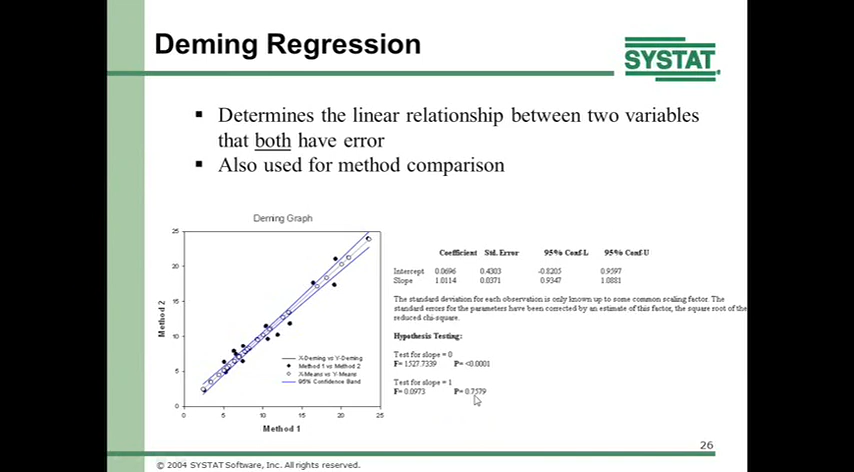 Deming Regression
SYSTAT
Determines the linear relationship between two variables
that both have error
Also used for method comparison
Deming Graph
25
20
15
10
5
0
Method 2
0 5 10 15 20 25
Method 1
X-Deming vs Y-Deming
Method 1 vs Method 2
X-Means vs Y-Means
95% Confidence Band
Coefficient Std. Error 95% Conf-L 95% Conf-U
Intercept 0.0696 0.4303 -0.8205 0.9597
Slope 1.0114 0.0371 0.9347 1.0881
The standard deviation for each observation is only known up to some common scaling factor. The
standard errors for the parameters have been corrected by an estimate of this factor, the square root of the
reduced chi-square.
Hypothesis Testing:
Test for slope = 0
F= 1527.7339 P= <0.0001
Test for slope = 1
F= 0.0973 P= 0.7579
26
© 2004 SYSTAT Software, Inc. All rights reserved.